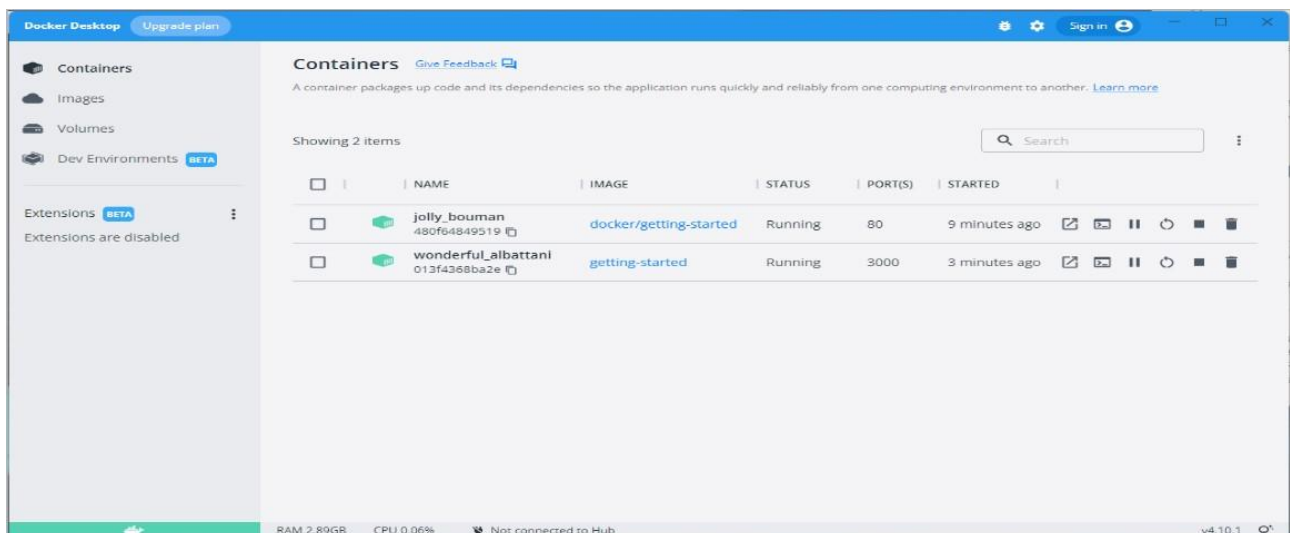 Docker Desktop Upgrade plan Sign in
Containers
Images
Volumes
Dev Environments BETA
Extensions BETA
Extensions are disabled
Containers Give Feedback
A container packages up code and its dependencies so the application runs quickly and reliably from one computing environment to another. Learn more
Showing 2 items Search
NAME IMAGE STATUS PORT(S) STARTED
jolly_bouman docker/getting-started Running 80 9 minutes ago
480f64849519
wonderful_albattani getting-started Running 3000 3 minutes ago
013f4368ba2e
RAM 2.89GB CPU 0.06% Not connected to Hub v4.10.1